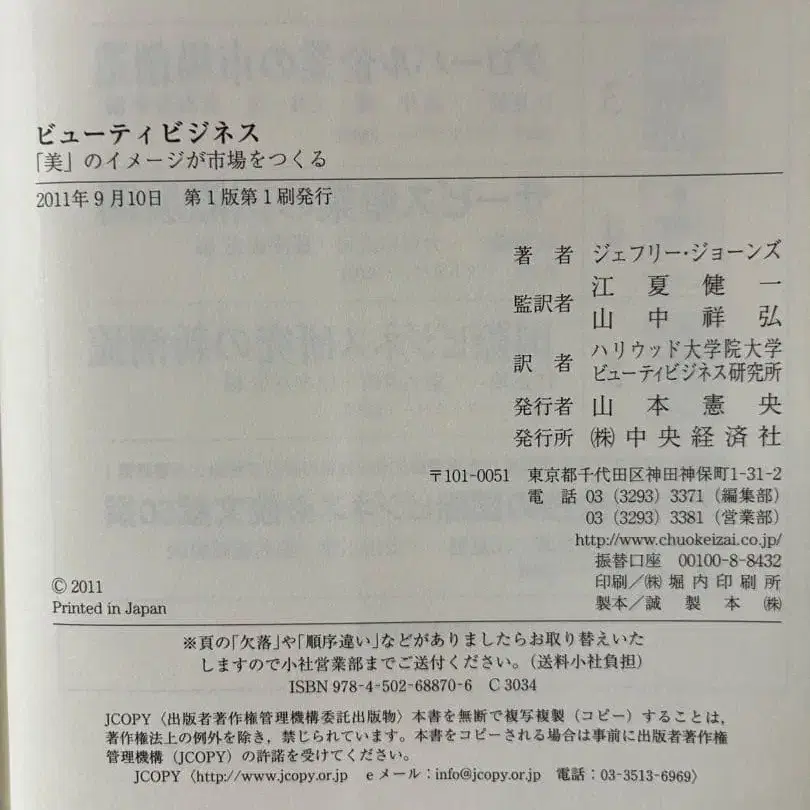 ビューティビジネス
「美」のイメージが市場をつくる
2011年9月10日 第1版第1刷発行
著者 ジェフリー・ジョーンズ
監訳者 江夏健一
山中祥弘
訳者 ハリウッド大学院大学
ビューティビジネス研究所
発行者 山本憲央
発行所 ㈱中央経済社
〒101-0051 東京都千代田区神田神保町1-31-2
電話 03 (3293) 3371 (編集部)
03 (3293) 3381 (営業部)
http://www.chuokeizai.co.jp/
振替口座 00100-8-8432
印刷/㈱堀内印刷所
製本/誠製本㈱
© 2011
Printed in Japan
※頁の「欠落」や「順序違い」などがありましたらお取り替えいた
しますので小社営業部までご送付ください。(送料小社負担)
ISBN 978-4-502-68870-6 C 3034
JCOPY〈出版者著作権管理機構委託出版物〉本書を無断で複写複製(コピー)することは,
著作権法上の例外を除き,禁じられています。本書をコピーされる場合は事前に出版者著作権
管理機構(JCOPY)の許諾を受けてください。
JCOPY〈http://www.jcopy.or.jp eメール:info@jcopy.or.jp 電話:03-3513-6969〉